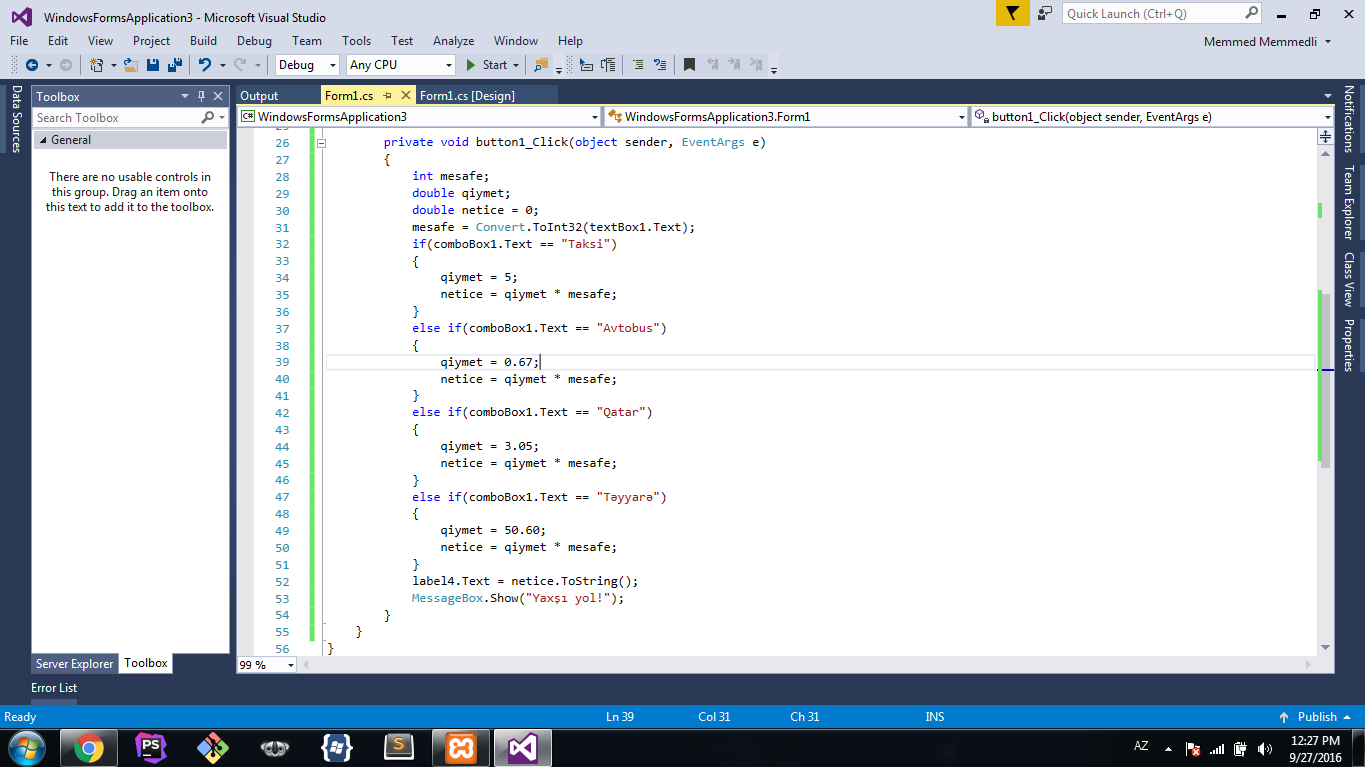 WindowsFormsApplication3 - Microsoft Visual Studio
Quick Launch (Ctrl+Q)
File Edit View Project Build Debug Team Tools Test Analyze Window Help
Memmed Memmedli
Debug Any CPU Start
Data Sources
Toolbox
Search Toolbox
General
There are no usable controls in
this group. Drag an item onto
this text to add it to the toolbox.
Server Explorer Toolbox
Error List
Output Form1.cs Form1.cs [Design]
C# WindowsFormsApplication3 WindowsFormsApplication3.Form1 button1_Click(object sender, EventArgs e)
25
26 private void button1_Click(object sender, EventArgs e)
27 {
28 int mesafe;
29 double qiymet;
30 double netice = 0;
31 mesafe = Convert.ToInt32(textBox1.Text);
32 if(comboBox1.Text == "Taksi")
33 {
34 qiymet = 5;
35 netice = qiymet * mesafe;
36 }
37 else if(comboBox1.Text == "Avtobus")
38 {
39 qiymet = 0.67;
40 netice = qiymet * mesafe;
41 }
42 else if(comboBox1.Text == "Qatar")
43 {
44 qiymet = 3.05;
45 netice = qiymet * mesafe;
46 }
47 else if(comboBox1.Text == "Təyyarə")
48 {
49 qiymet = 50.60;
50 netice = qiymet * mesafe;
51 }
52 label4.Text = netice.ToString();
53 MessageBox.Show("Yaxşı yol!");
54 }
55 }
56 }
99 %
Notifications
Team Explorer
Class View
Properties
Ready Ln 39 Col 31 Ch 31 INS Publish
PS
S
AZ
12:27 PM
9/27/2016